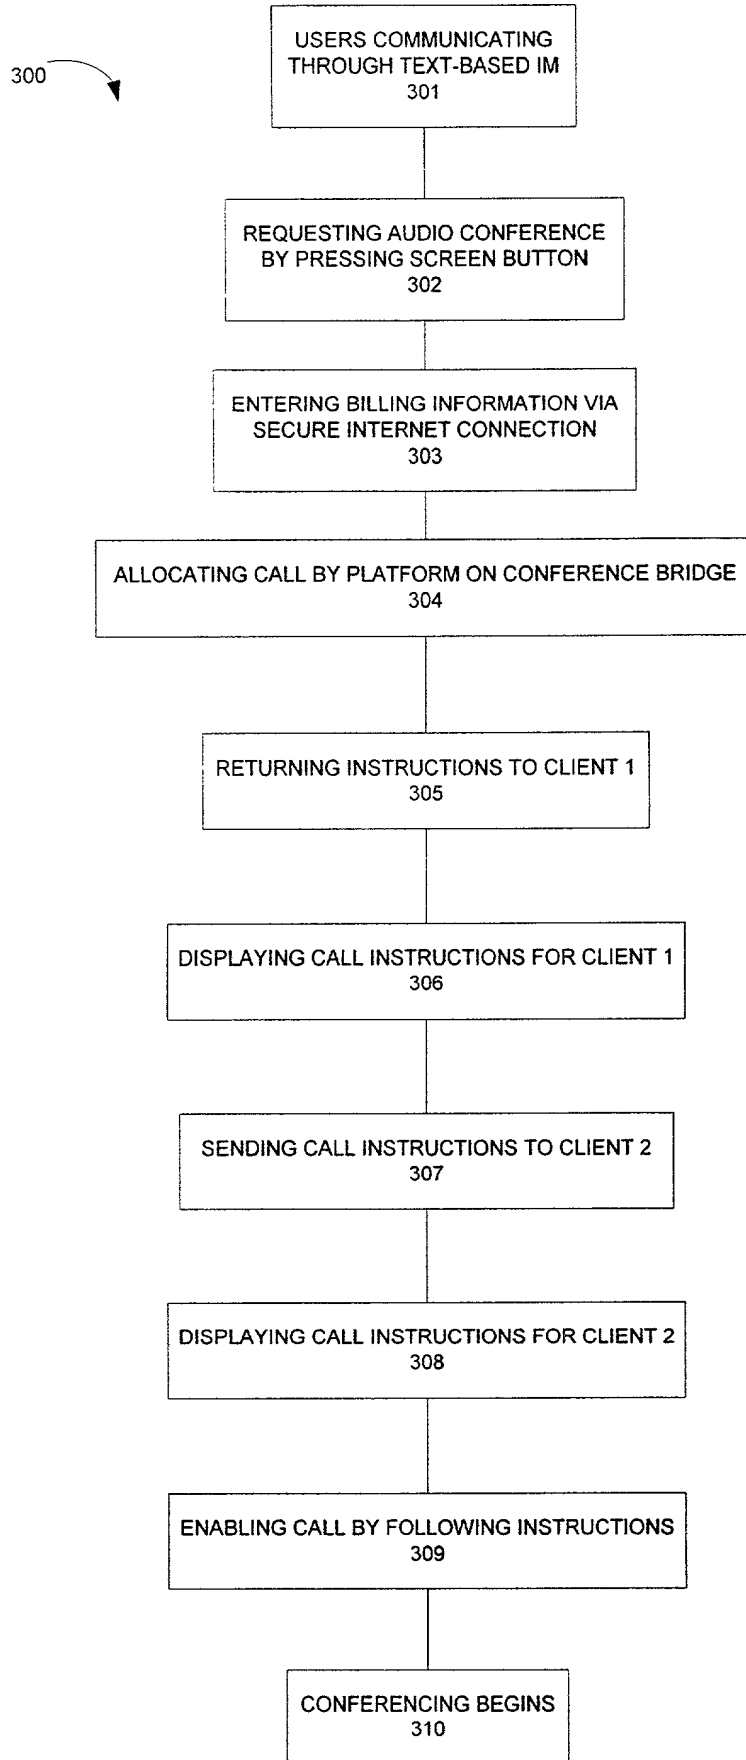 USERS COMMUNICATING
THROUGH TEXT-BASED IM
301
300
REQUESTING AUDIO CONFERENCE
BY PRESSING SCREEN BUTTON
302
ENTERING BILLING INFORMATION VIA
SECURE INTERNET CONNECTION
303
ALLOCATING CALL BY PLATFORM ON CONFERENCE BRIDGE
304
RETURNING INSTRUCTIONS TO CLIENT 1
305
DISPLAYING CALL INSTRUCTIONS FOR CLIENT 1
306
SENDING CALL INSTRUCTIONS TO CLIENT 2
307
DISPLAYING CALL INSTRUCTIONS FOR CLIENT 2
308
ENABLING CALL BY FOLLOWING INSTRUCTIONS
309
CONFERENCING BEGINS
310